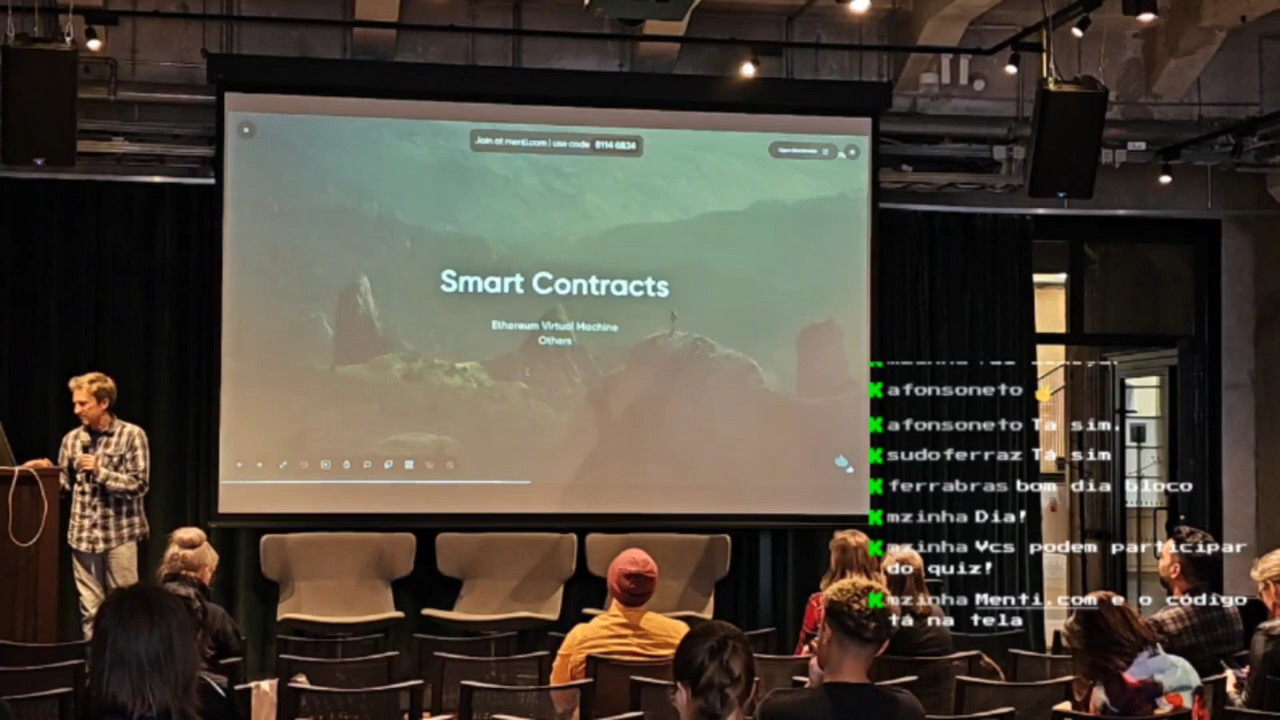 Join at menti.com | use code 8114 6834
Smart Contracts
Ethereum Virtual Machine
Others
afonsoneto ✌
afonsoneto Tá sim.
sudoferraz Tá sim
ferrabras bom dia bloco
mzinha Dia!
mzinha Vcs podem participar
do quiz!
mzinha Menti.com e o código
tá na tela